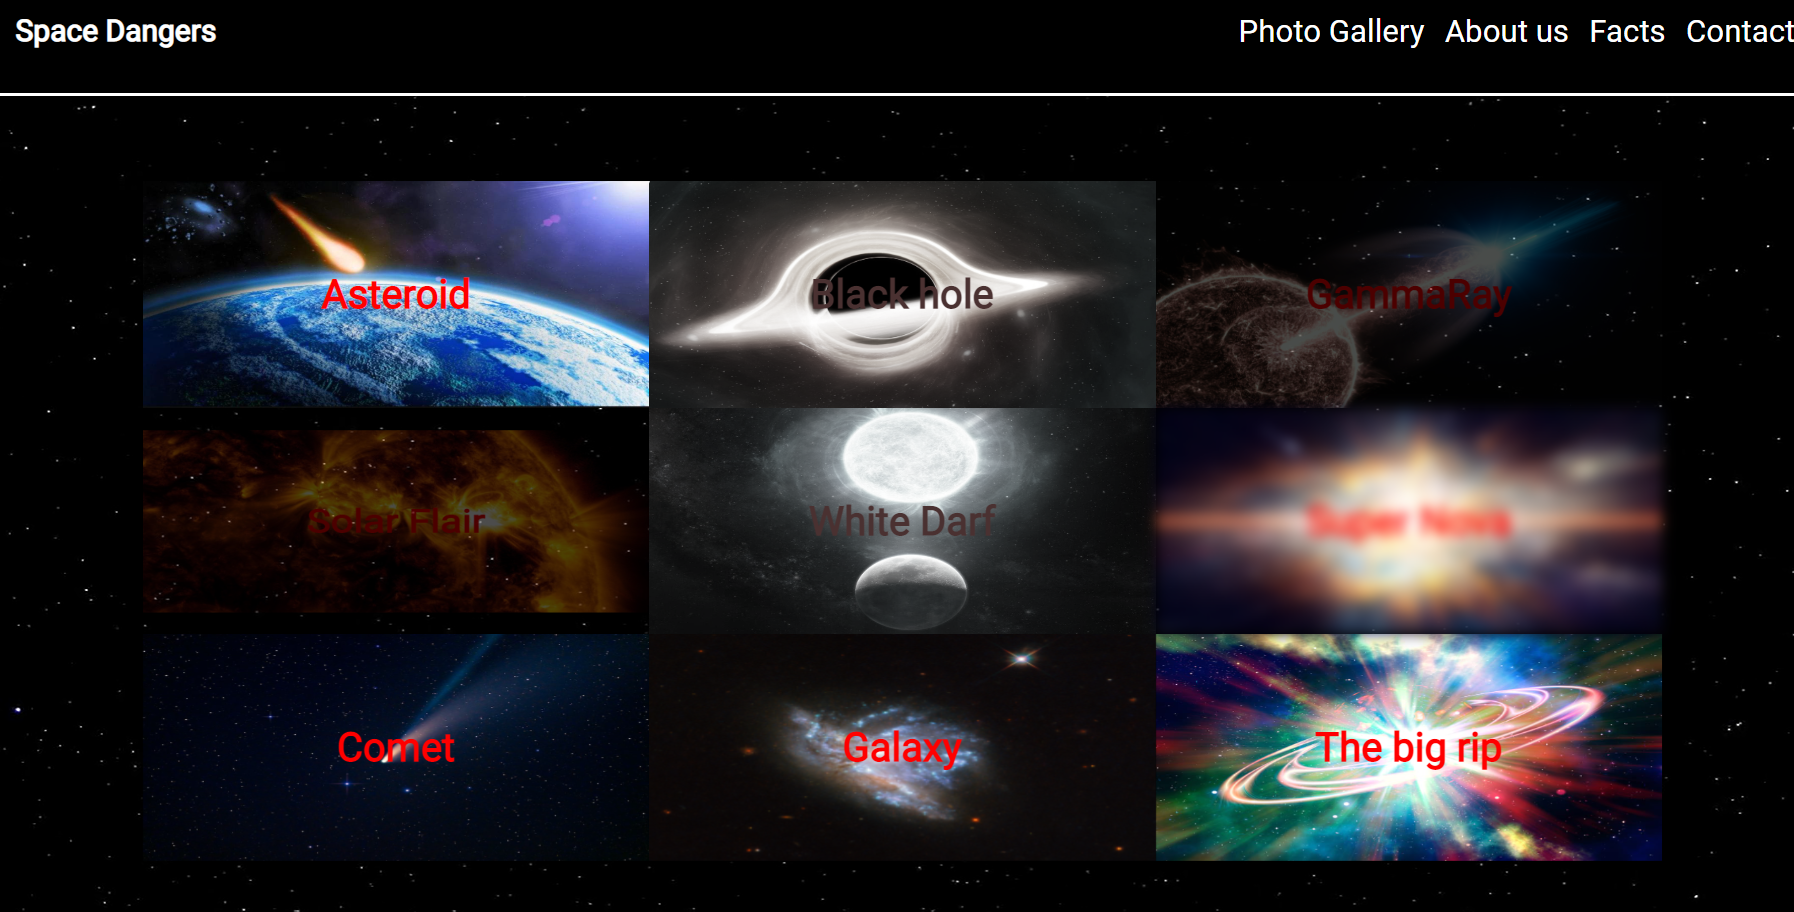 Space Dangers
Photo Gallery About us Facts Contact
Asteroid
Black hole
GammaRay
Solar Flair
White Darf
Super Nova
Comet
Galaxy
The big rip